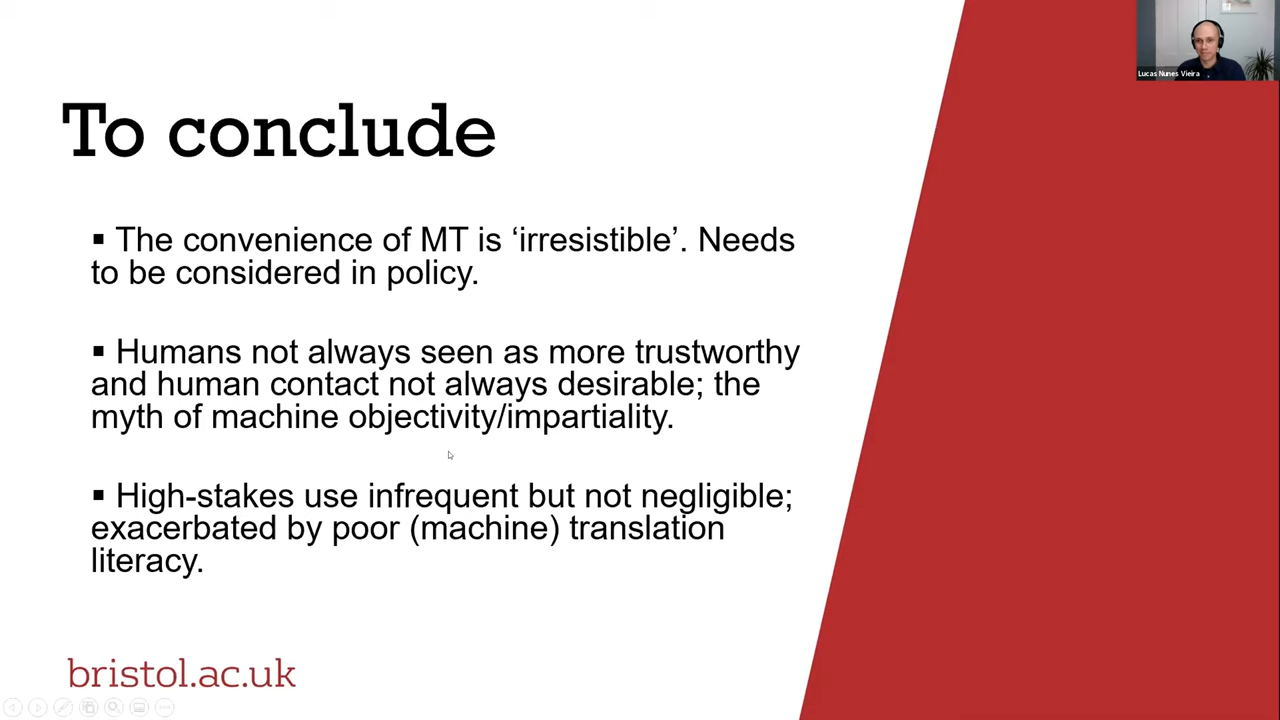 Lucas Nunes Vieira
To conclude
▪ The convenience of MT is ‘irresistible’. Needs
to be considered in policy.
▪ Humans not always seen as more trustworthy
and human contact not always desirable; the
myth of machine objectivity/impartiality.
▪ High-stakes use infrequent but not negligible;
exacerbated by poor (machine) translation
literacy.
bristol.ac.uk